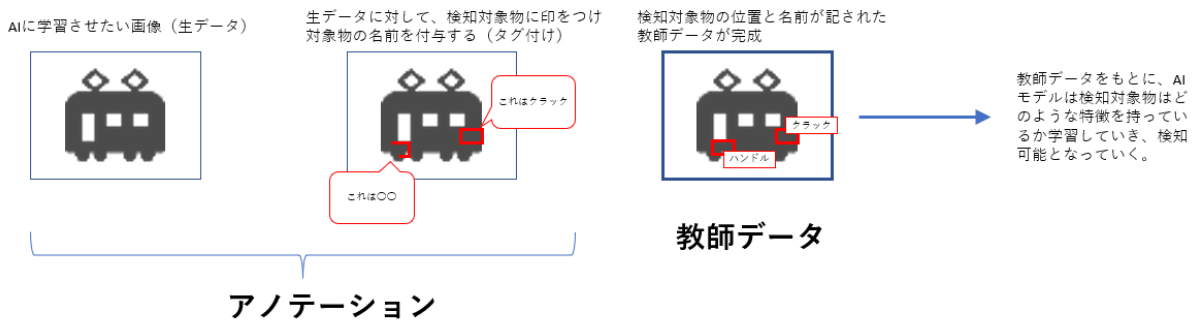 AIに学習させたい画像（生データ）
生データに対して、検知対象物に印をつけ
対象物の名前を付与する（タグ付け）
これはクラック
これは〇〇
検知対象物の位置と名前が記された
教師データが完成
クラック
ハンドル
教師データをもとに、AI
モデルは検知対象物はど
のような特徴を持ってい
るか学習していき、検知
可能となっていく。
アノテーション
教師データ